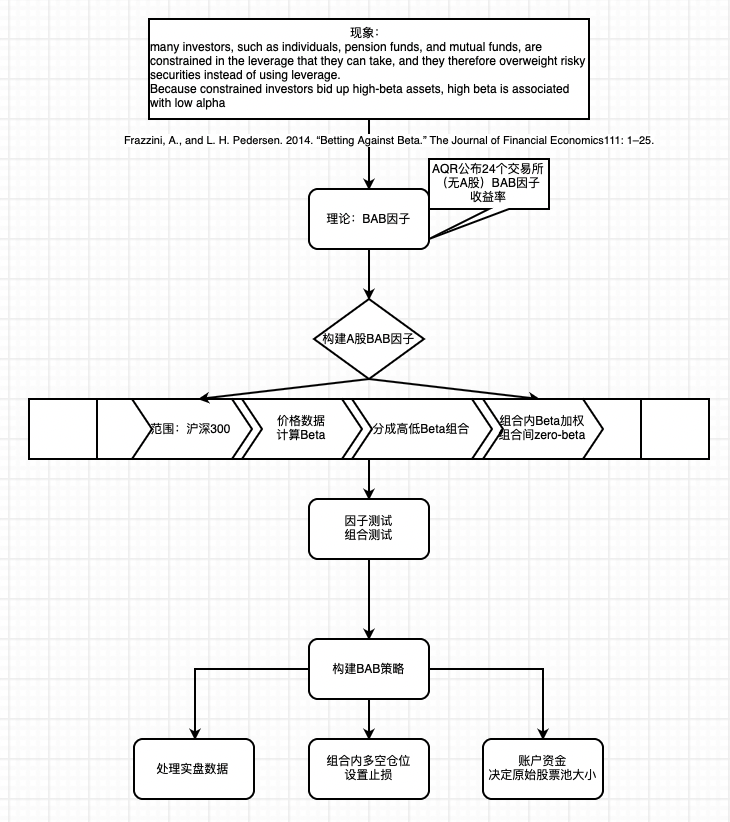 现象：
many investors, such as individuals, pension funds, and mutual funds, are
constrained in the leverage that they can take, and they therefore overweight risky
securities instead of using leverage.
Because constrained investors bid up high-beta assets, high beta is associated
with low alpha
Frazzini, A., and L. H. Pedersen. 2014. “Betting Against Beta.” The Journal of Financial Economics111: 1–25.
AQR公布24个交易所
（无A股）BAB因子
收益率
理论：BAB因子
构建A股BAB因子
范围：沪深300
价格数据
计算Beta
分成高低Beta组合
组合内Beta加权
组合间zero-beta
因子测试
组合测试
构建BAB策略
处理实盘数据
组合内多空仓位
设置止损
账户资金
决定原始股票池大小